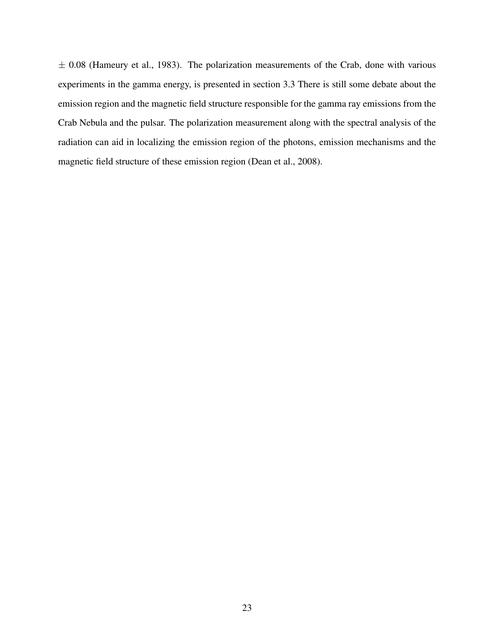 ± 0.08 (Hameury et al., 1983). The polarization measurements of the Crab, done with various
experiments in the gamma energy, is presented in section 3.3 There is still some debate about the
emission region and the magnetic field structure responsible for the gamma ray emissions from the
Crab Nebula and the pulsar. The polarization measurement along with the spectral analysis of the
radiation can aid in localizing the emission region of the photons, emission mechanisms and the
magnetic field structure of these emission region (Dean et al., 2008).
23